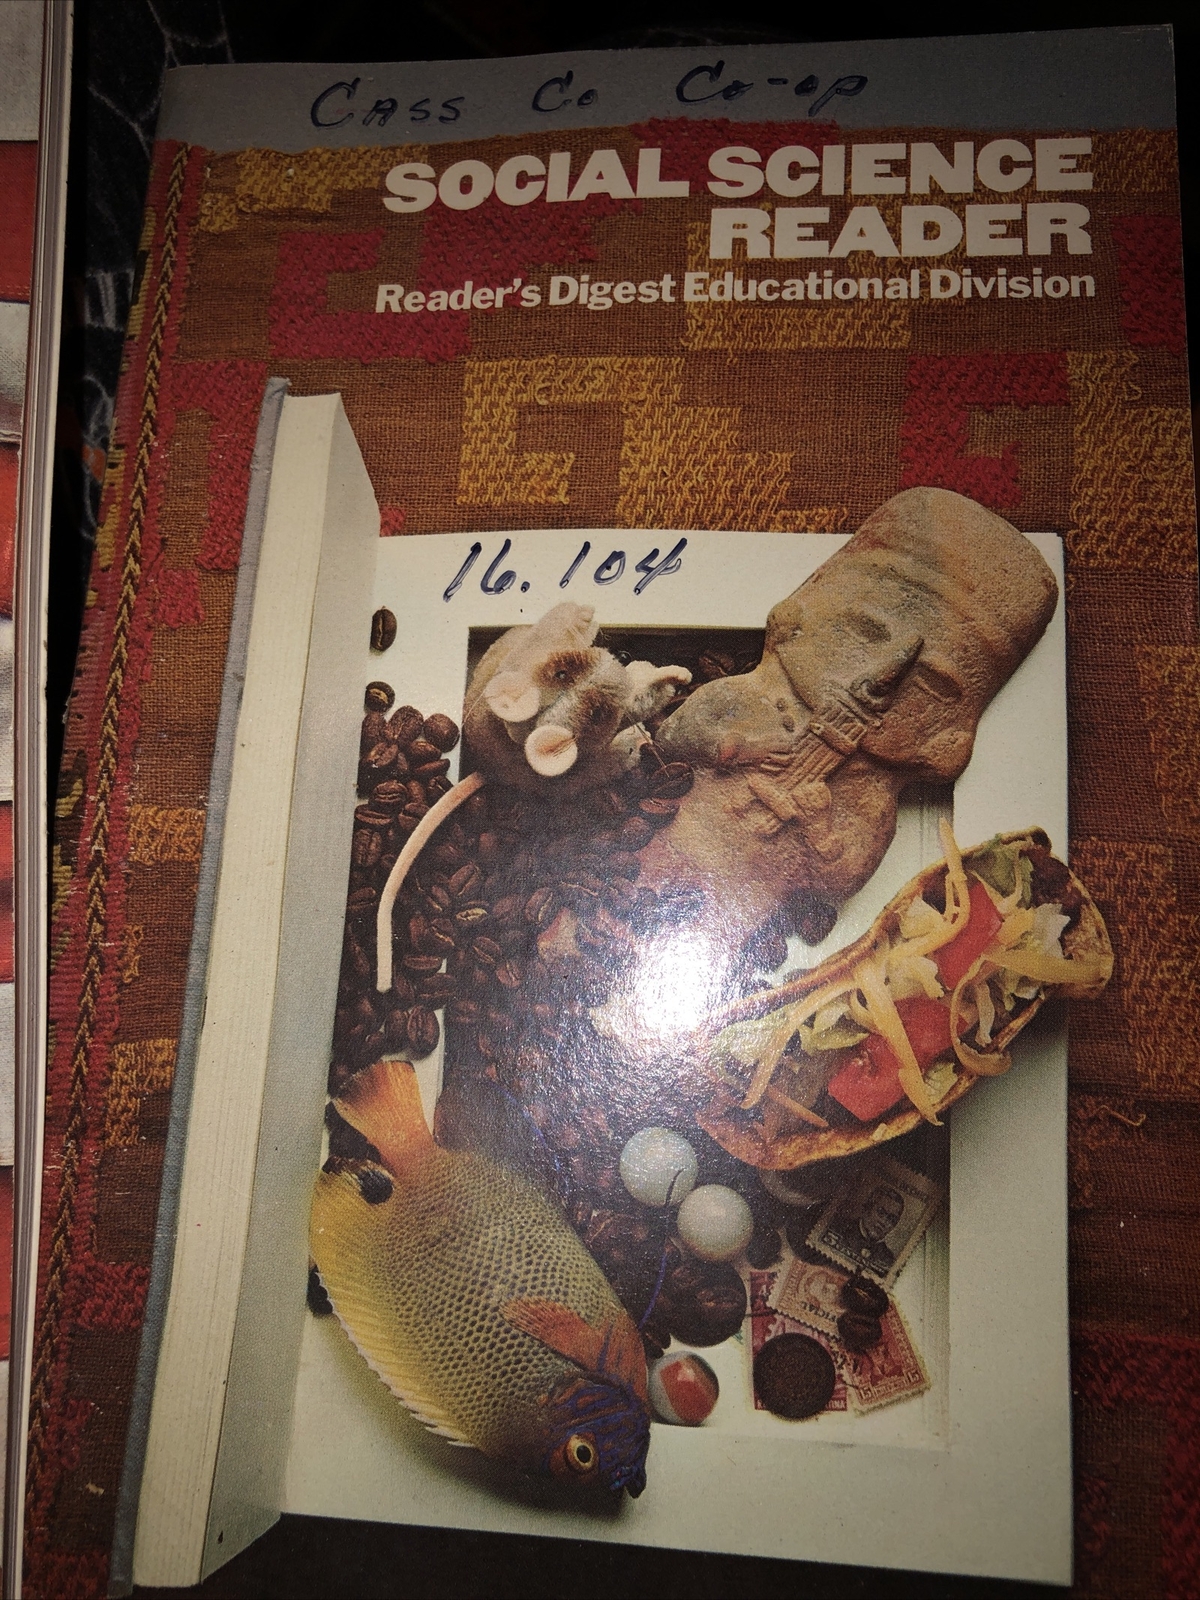 Cass Co Co-op
SOCIAL SCIENCE
READER
Reader's Digest Educational Division
16.104